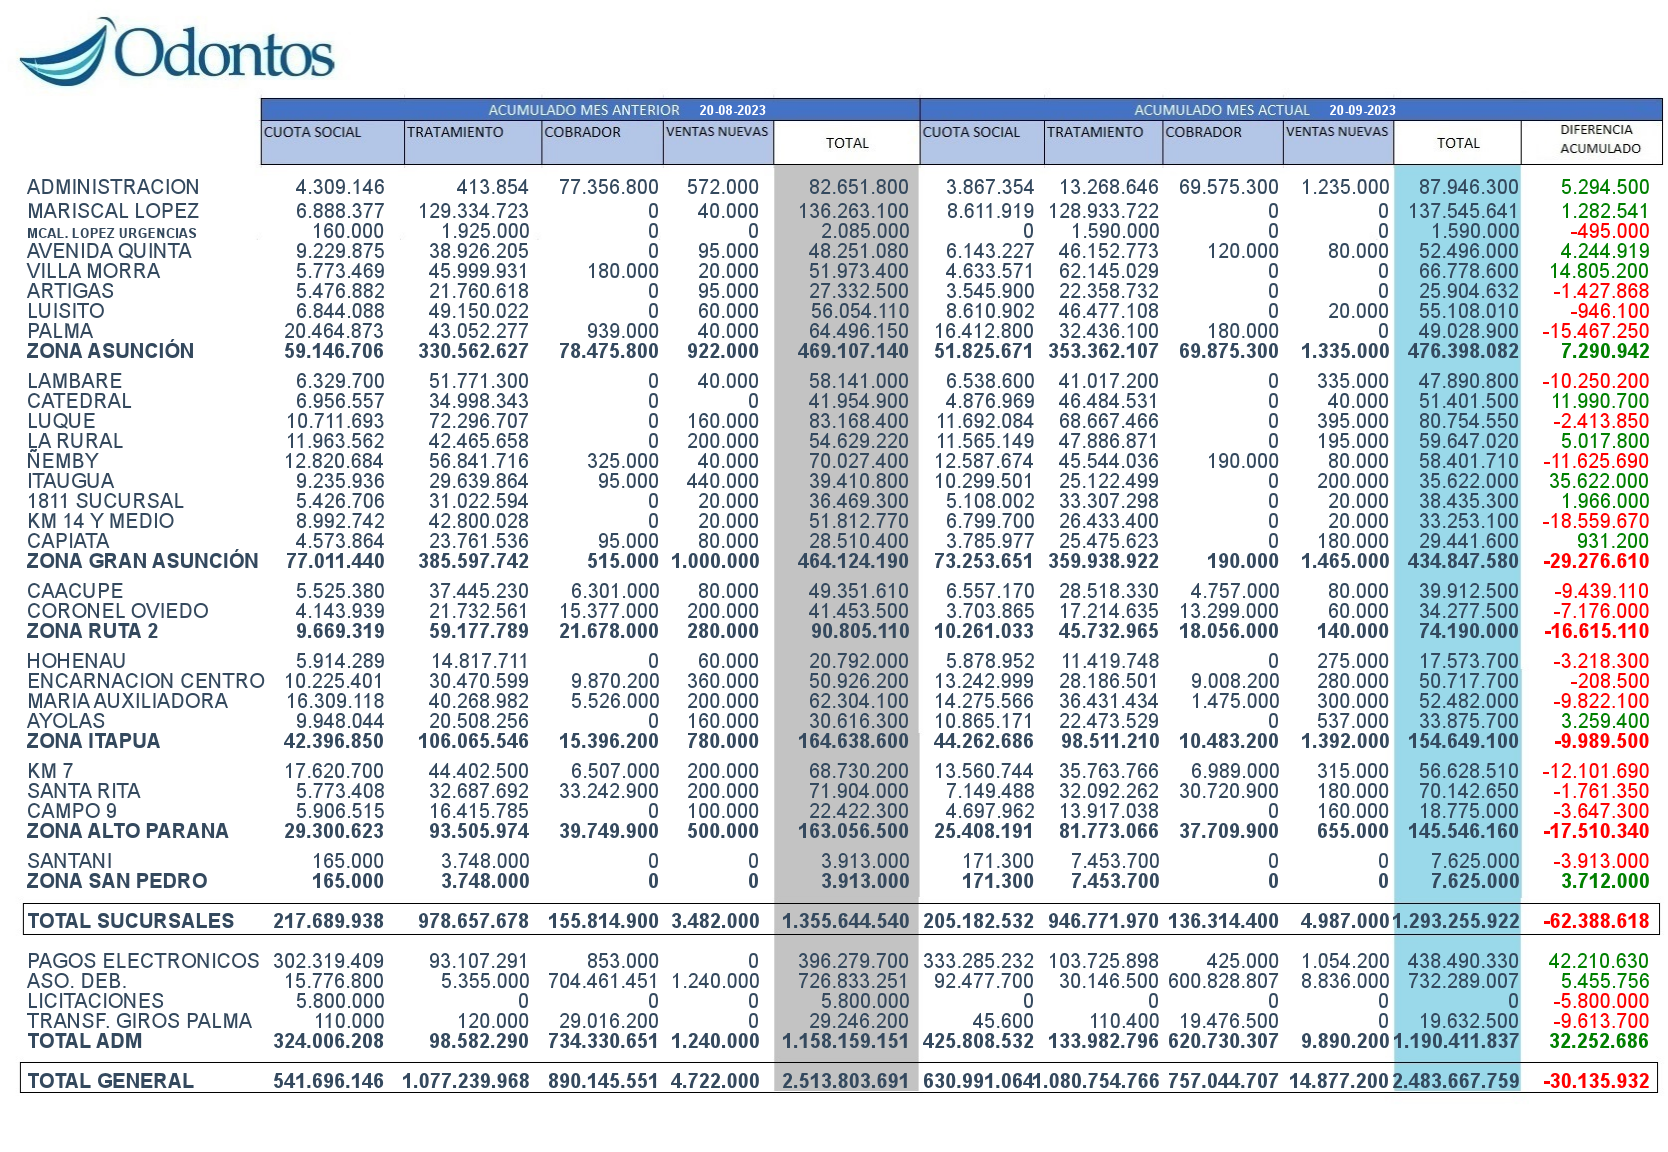 Odontos
ACUMULADO MES ANTERIOR 20-08-2023 ACUMULADO MES ACTUAL 20-09-2023
CUOTA SOCIAL TRATAMIENTO COBRADOR VENTAS NUEVAS TOTAL CUOTA SOCIAL TRATAMIENTO COBRADOR VENTAS NUEVAS TOTAL DIFERENCIA ACUMULADO
ADMINISTRACION 4.309.146 413.854 77.356.800 572.000 82.651.800 3.867.354 13.268.646 69.575.300 1.235.000 87.946.300 5.294.500
MARISCAL LOPEZ 6.888.377 129.334.723 0 40.000 136.263.100 8.611.919 128.933.722 0 0 137.545.641 1.282.541
MCAL. LOPEZ URGENCIAS 160.000 1.925.000 0 0 2.085.000 0 1.590.000 0 0 1.590.000 -495.000
AVENIDA QUINTA 9.229.875 38.926.205 0 95.000 48.251.080 6.143.227 46.152.773 120.000 80.000 52.496.000 4.244.919
VILLA MORRA 5.773.469 45.999.931 180.000 20.000 51.973.400 4.633.571 62.145.029 0 0 66.778.600 14.805.200
ARTIGAS 5.476.882 21.760.618 0 95.000 27.332.500 3.545.900 22.358.732 0 0 25.904.632 -1.427.868
LUISITO 6.844.088 49.150.022 0 60.000 56.054.110 8.610.902 46.477.108 0 20.000 55.108.010 -946.100
PALMA 20.464.873 43.052.277 939.000 40.000 64.496.150 16.412.800 32.436.100 180.000 0 49.028.900 -15.467.250
ZONA ASUNCIÓN 59.146.706 330.562.627 78.475.800 922.000 469.107.140 51.825.671 353.362.107 69.875.300 1.335.000 476.398.082 7.290.942
LAMBARE 6.329.700 51.771.300 0 40.000 58.141.000 6.538.600 41.017.200 0 335.000 47.890.800 -10.250.200
CATEDRAL 6.956.557 34.998.343 0 0 41.954.900 4.876.969 46.484.531 0 40.000 51.401.500 11.990.700
LUQUE 10.711.693 72.296.707 0 160.000 83.168.400 11.692.084 68.667.466 0 395.000 80.754.550 -2.413.850
LA RURAL 11.963.562 42.465.658 0 200.000 54.629.220 11.565.149 47.886.871 0 195.000 59.647.020 5.017.800
ÑEMBY 12.820.684 56.841.716 325.000 40.000 70.027.400 12.587.674 45.544.036 190.000 80.000 58.401.710 -11.625.690
ITAUGUA 9.235.936 29.639.864 95.000 440.000 39.410.800 10.299.501 25.122.499 0 200.000 35.622.000 35.622.000
1811 SUCURSAL 5.426.706 31.022.594 0 20.000 36.469.300 5.108.002 33.307.298 0 20.000 38.435.300 1.966.000
KM 14 Y MEDIO 8.992.742 42.800.028 0 20.000 51.812.770 6.799.700 26.433.400 0 20.000 33.253.100 -18.559.670
CAPIATA 4.573.864 23.761.536 95.000 80.000 28.510.400 3.785.977 25.475.623 0 180.000 29.441.600 931.200
ZONA GRAN ASUNCIÓN 77.011.440 385.597.742 515.000 1.000.000 464.124.190 73.253.651 359.938.922 190.000 1.465.000 434.847.580 -29.276.610
CAACUPE 5.525.380 37.445.230 6.301.000 80.000 49.351.610 6.557.170 28.518.330 4.757.000 80.000 39.912.500 -9.439.110
CORONEL OVIEDO 4.143.939 21.732.561 15.377.000 200.000 41.453.500 3.703.865 17.214.635 13.299.000 60.000 34.277.500 -7.176.000
ZONA RUTA 2 9.669.319 59.177.789 21.678.000 280.000 90.805.110 10.261.033 45.732.965 18.056.000 140.000 74.190.000 -16.615.110
HOHENAU 5.914.289 14.817.711 0 60.000 20.792.000 5.878.952 11.419.748 0 275.000 17.573.700 -3.218.300
ENCARNACION CENTRO 10.225.401 30.470.599 9.870.200 360.000 50.926.200 13.242.999 28.186.501 9.008.200 280.000 50.717.700 -208.500
MARIA AUXILIADORA 16.309.118 40.268.982 5.526.000 200.000 62.304.100 14.275.566 36.431.434 1.475.000 300.000 52.482.000 -9.822.100
AYOLAS 9.948.044 20.508.256 0 160.000 30.616.300 10.865.171 22.473.529 0 537.000 33.875.700 3.259.400
ZONA ITAPUA 42.396.850 106.065.546 15.396.200 780.000 164.638.600 44.262.686 98.511.210 10.483.200 1.392.000 154.649.100 -9.989.500
KM 7 17.620.700 44.402.500 6.507.000 200.000 68.730.200 13.560.744 35.763.766 6.989.000 315.000 56.628.510 -12.101.690
SANTA RITA 5.773.408 32.687.692 33.242.900 200.000 71.904.000 7.149.488 32.092.262 30.720.900 180.000 70.142.650 -1.761.350
CAMPO 9 5.906.515 16.415.785 0 100.000 22.422.300 4.697.962 13.917.038 0 160.000 18.775.000 -3.647.300
ZONA ALTO PARANA 29.300.623 93.505.974 39.749.900 500.000 163.056.500 25.408.191 81.773.066 37.709.900 655.000 145.546.160 -17.510.340
SANTANI 165.000 3.748.000 0 0 3.913.000 171.300 7.453.700 0 0 7.625.000 -3.913.000
ZONA SAN PEDRO 165.000 3.748.000 0 0 3.913.000 171.300 7.453.700 0 0 7.625.000 3.712.000
TOTAL SUCURSALES 217.689.938 978.657.678 155.814.900 3.482.000 1.355.644.540 205.182.532 946.771.970 136.314.400 4.987.000 1.293.255.922 -62.388.618
PAGOS ELECTRONICOS 302.319.409 93.107.291 853.000 0 396.279.700 333.285.232 103.725.898 425.000 1.054.200 438.490.330 42.210.630
ASO. DEB. 15.776.800 5.355.000 704.461.451 1.240.000 726.833.251 92.477.700 30.146.500 600.828.807 8.836.000 732.289.007 5.455.756
LICITACIONES 5.800.000 0 0 0 5.800.000 0 0 0 0 0 -5.800.000
TRANSF. GIROS PALMA 110.000 120.000 29.016.200 0 29.246.200 45.600 110.400 19.476.500 0 19.632.500 -9.613.700
TOTAL ADM 324.006.208 98.582.290 734.330.651 1.240.000 1.158.159.151 425.808.532 133.982.796 620.730.307 9.890.200 1.190.411.837 32.252.686
TOTAL GENERAL 541.696.146 1.077.239.968 890.145.551 4.722.000 2.513.803.691 630.991.064 1.080.754.766 757.044.707 14.877.200 2.483.667.759 -30.135.932